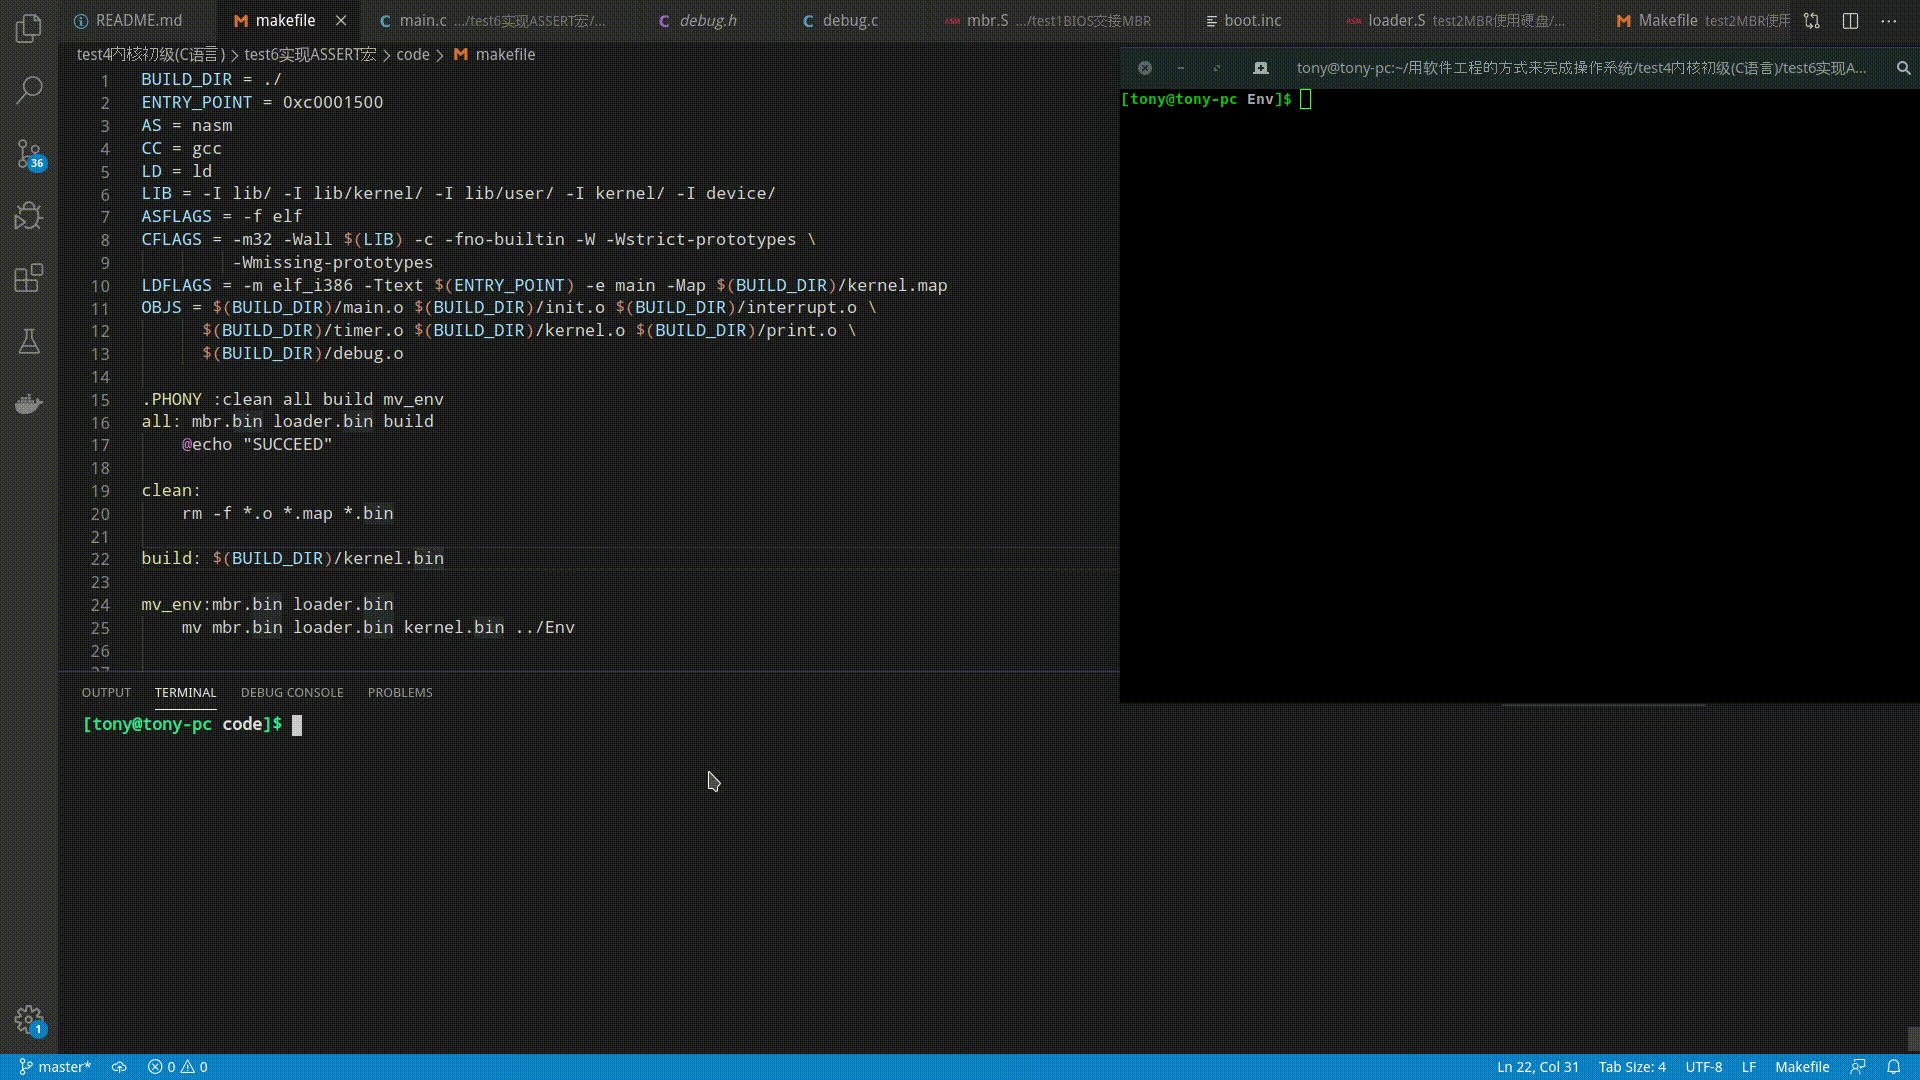 README.md makefile main.c .../test6实现ASSERT宏/... debug.h debug.c mbr.S .../test1BIOS交接MBR boot.inc loader.S test2MBR使用硬盘/... Makefile test2MBR使用
test4内核初级(C语言) > test6实现ASSERT宏 > code > makefile
tony@tony-pc:~/用软件工程的方式来完成操作系统/test4内核初级(C语言)/test6实现A...
[tony@tony-pc Env]$
1 BUILD_DIR = ./
2 ENTRY_POINT = 0xc0001500
3 AS = nasm
4 CC = gcc
5 LD = ld
6 LIB = -I lib/ -I lib/kernel/ -I lib/user/ -I kernel/ -I device/
7 ASFLAGS = -f elf
8 CFLAGS = -m32 -Wall $(LIB) -c -fno-builtin -W -Wstrict-prototypes \
9 -Wmissing-prototypes
10 LDFLAGS = -m elf_i386 -Ttext $(ENTRY_POINT) -e main -Map $(BUILD_DIR)/kernel.map
11 OBJS = $(BUILD_DIR)/main.o $(BUILD_DIR)/init.o $(BUILD_DIR)/interrupt.o \
12 $(BUILD_DIR)/timer.o $(BUILD_DIR)/kernel.o $(BUILD_DIR)/print.o \
13 $(BUILD_DIR)/debug.o
14
15 .PHONY :clean all build mv_env
16 all: mbr.bin loader.bin build
17 @echo "SUCCEED"
18
19 clean:
20 rm -f *.o *.map *.bin
21
22 build: $(BUILD_DIR)/kernel.bin
23
24 mv_env:mbr.bin loader.bin
25 mv mbr.bin loader.bin kernel.bin ../Env
26
27
OUTPUT TERMINAL DEBUG CONSOLE PROBLEMS
[tony@tony-pc code]$
36
1
master* 0 0 Ln 22, Col 31 Tab Size: 4 UTF-8 LF Makefile